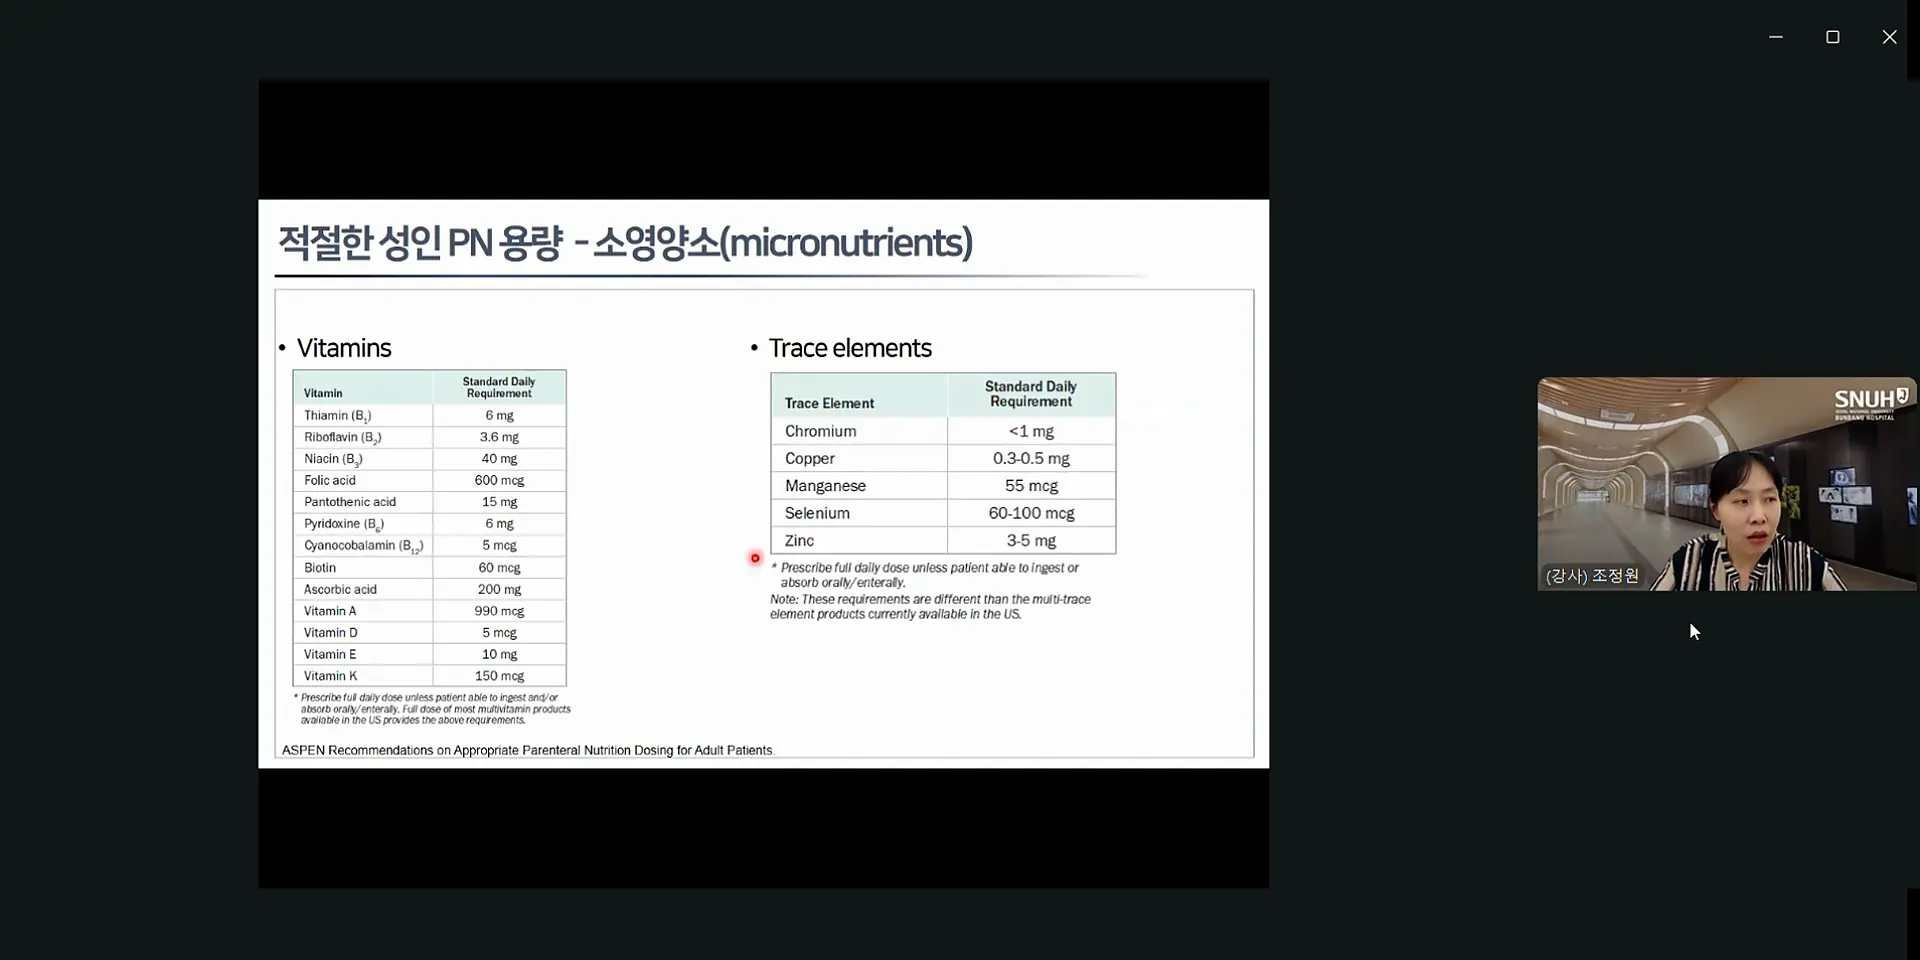 적절한 성인 PN 용량 - 소영양소(micronutrients)
• Vitamins
Vitamin Standard Daily Requirement
Thiamin (B1) 6 mg
Riboflavin (B2) 3.6 mg
Niacin (B3) 40 mg
Folic acid 600 mcg
Pantothenic acid 15 mg
Pyridoxine (B6) 6 mg
Cyanocobalamin (B12) 5 mcg
Biotin 60 mcg
Ascorbic acid 200 mg
Vitamin A 990 mcg
Vitamin D 5 mcg
Vitamin E 10 mg
Vitamin K 150 mcg
* Prescribe full daily dose unless patient able to ingest and/or
absorb orally/enterally. Full dose of most multivitamin products
available in the US provides the above requirements.
• Trace elements
Trace Element Standard Daily Requirement
Chromium <1 mg
Copper 0.3-0.5 mg
Manganese 55 mcg
Selenium 60-100 mcg
Zinc 3-5 mg
* Prescribe full daily dose unless patient able to ingest or
absorb orally/enterally.
Note: These requirements are different than the multi-trace
element products currently available in the US.
ASPEN Recommendations on Appropriate Parenteral Nutrition Dosing for Adult Patients.
SNUH
SEOUL NATIONAL UNIVERSITY
BUNDANG HOSPITAL
(강사) 조정원